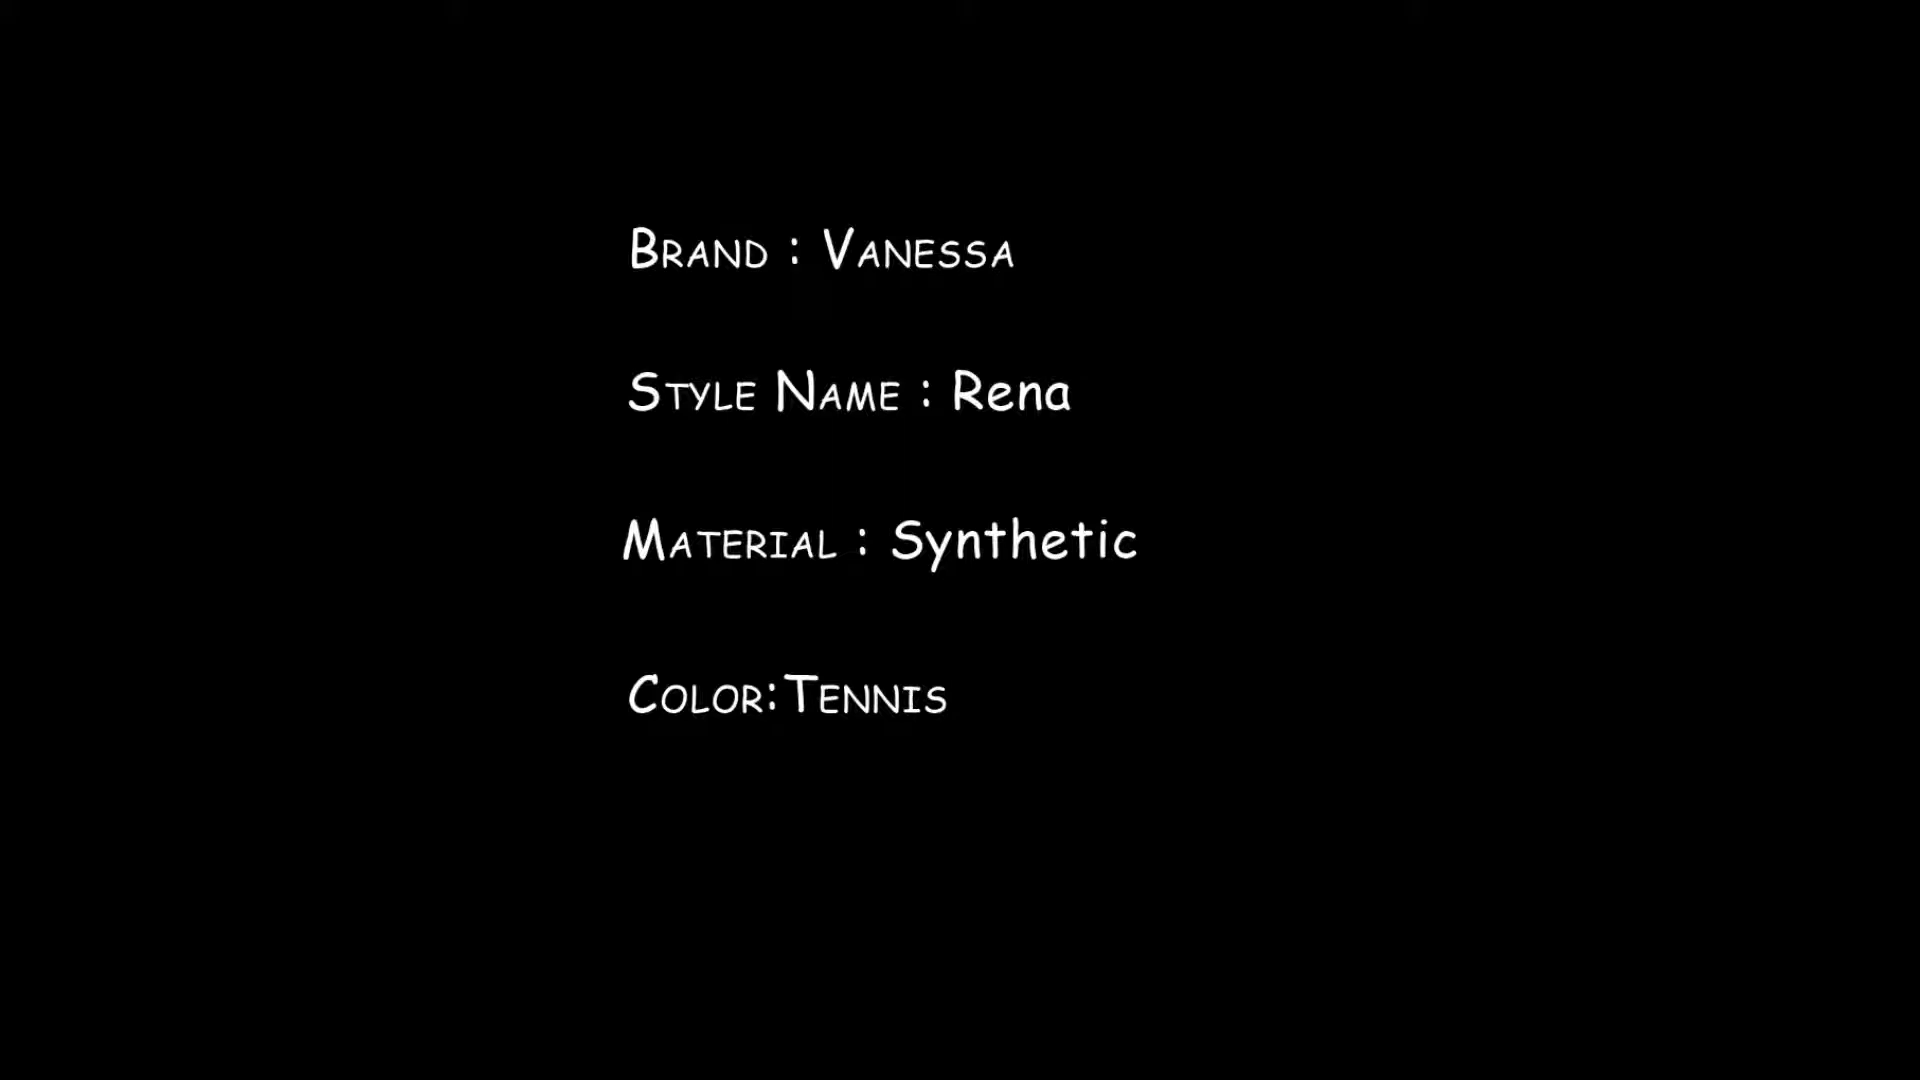 Brand : Vanessa
Style Name : Rena
Material : Synthetic
Color:Tennis